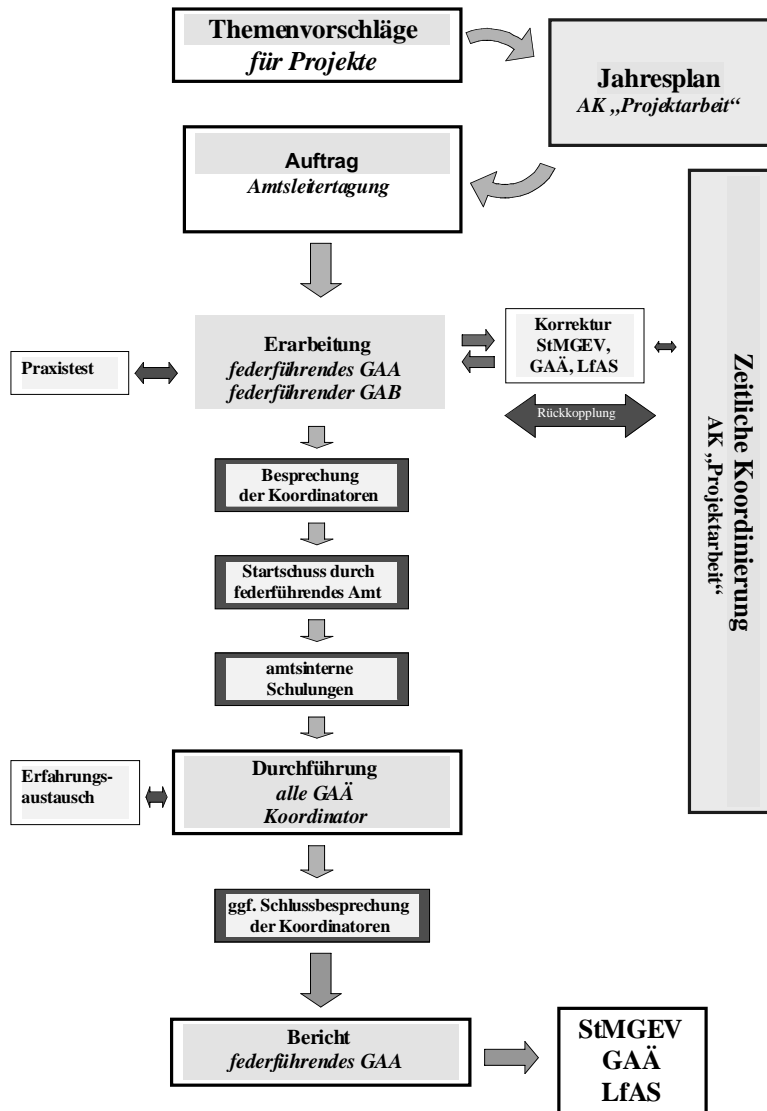 Themenvorschläge
für Projekte
Jahresplan
AK „Projektarbeit“
Auftrag
Amtsleitertagung
Erarbeitung
federführendes GAA
federführender GAB
Praxistest
Korrektur
StMGEV,
GAÄ, LfAS
Rückkopplung
Zeitliche Koordinierung
AK „Projektarbeit“
Besprechung
der Koordinatoren
Startschuss durch
federführendes Amt
amtsinterne
Schulungen
Durchführung
alle GAÄ
Koordinator
Erfahrungs-
austausch
ggf. Schlussbesprechung
der Koordinatoren
Bericht
federführendes GAA
StMGEV
GAÄ
LfAS